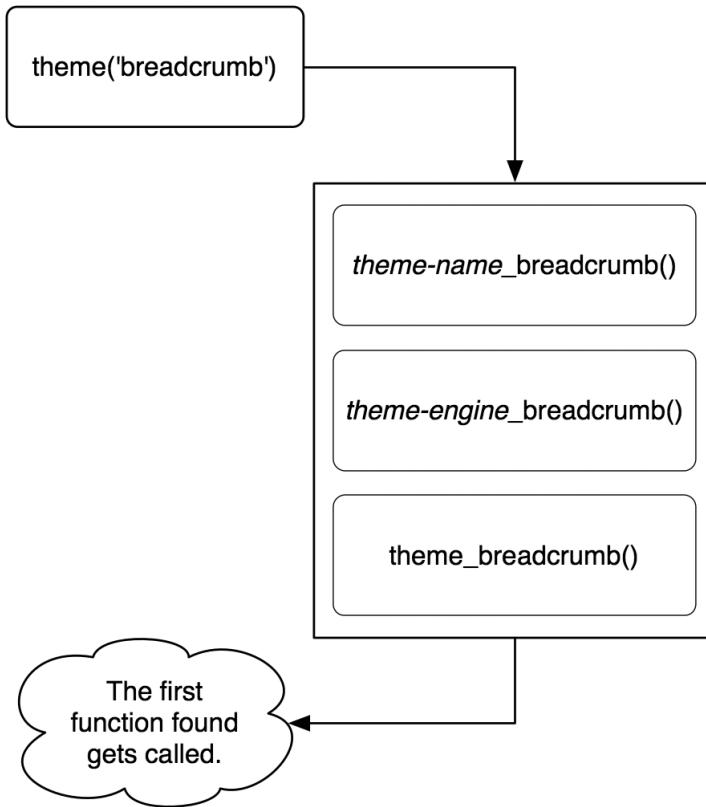 theme('breadcrumb')
theme-name_breadcrumb()
theme-engine_breadcrumb()
theme_breadcrumb()
The first
function found
gets called.